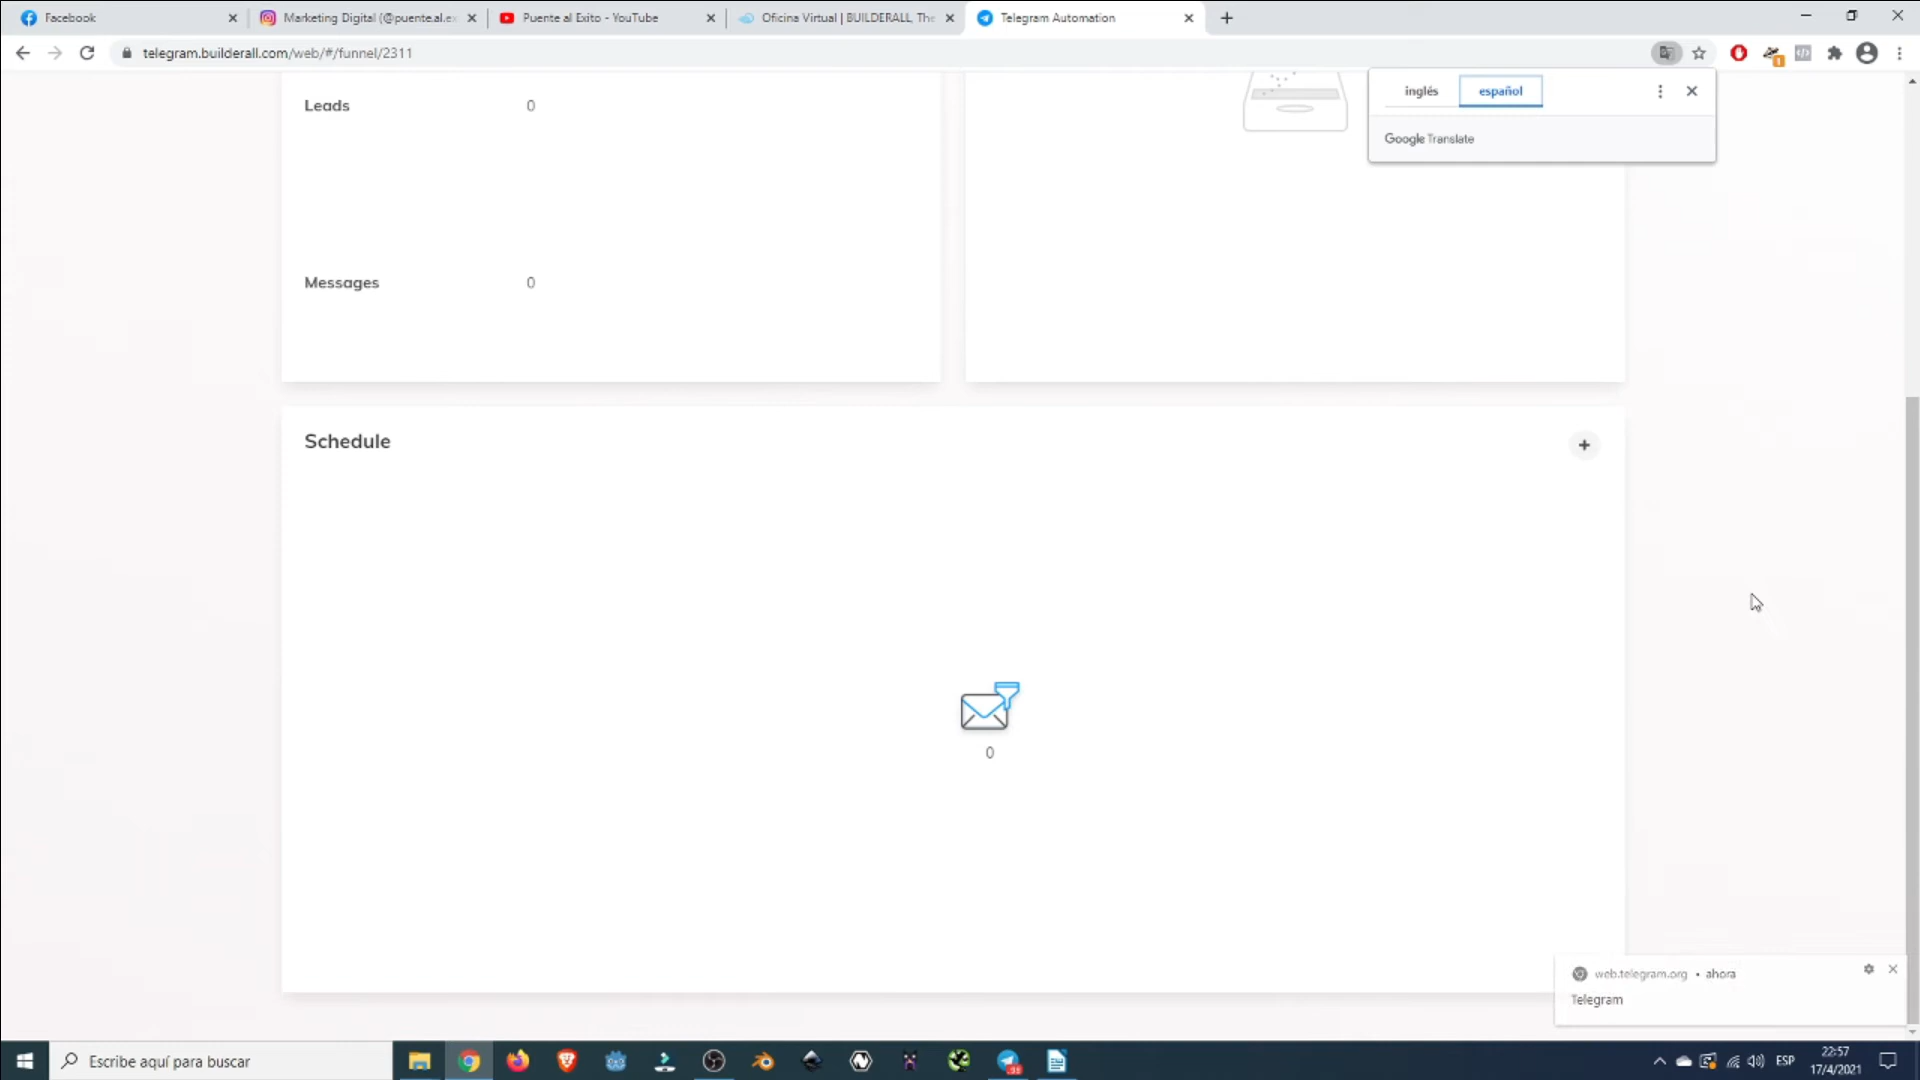 Facebook
Marketing Digital (@puente.al.ex
Puente al Exito - YouTube
Oficina Virtual | BUILDERALL, The
Telegram Automation
telegram.builderall.com/web/#/funnel/2311
1
inglés
español
Google Translate
Leads
0
Messages
0
Schedule
+
0
web.telegram.org • ahora
Telegram
Escribe aquí para buscar
ESP
22:57
17/4/2021